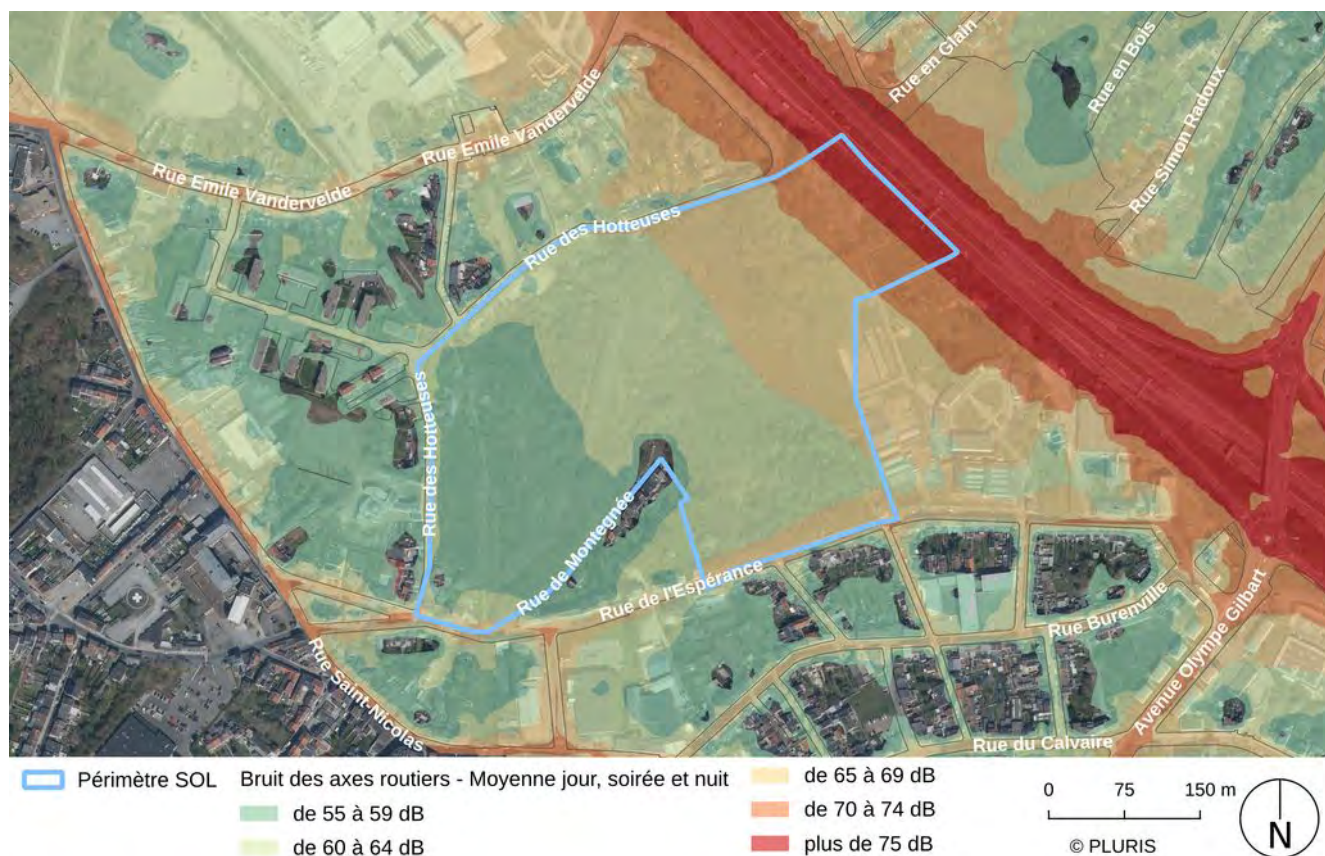 Rue en Glain
Rue en Bois
Rue Simon Radoux
Rue Emile Vandervelde
Rue Emile Vandervelde
Rue des Hotteuses
Rue des Hotteuses
Rue de Montegnée
Rue de l'Espérance
Rue Burenville
Avenue Olympe Gilbart
Rue Saint-Nicolas
Rue du Calvaire
Périmètre SOL
Bruit des axes routiers - Moyenne jour, soirée et nuit
de 55 à 59 dB
de 60 à 64 dB
de 65 à 69 dB
de 70 à 74 dB
plus de 75 dB
0 75 150 m
© PLURIS
N